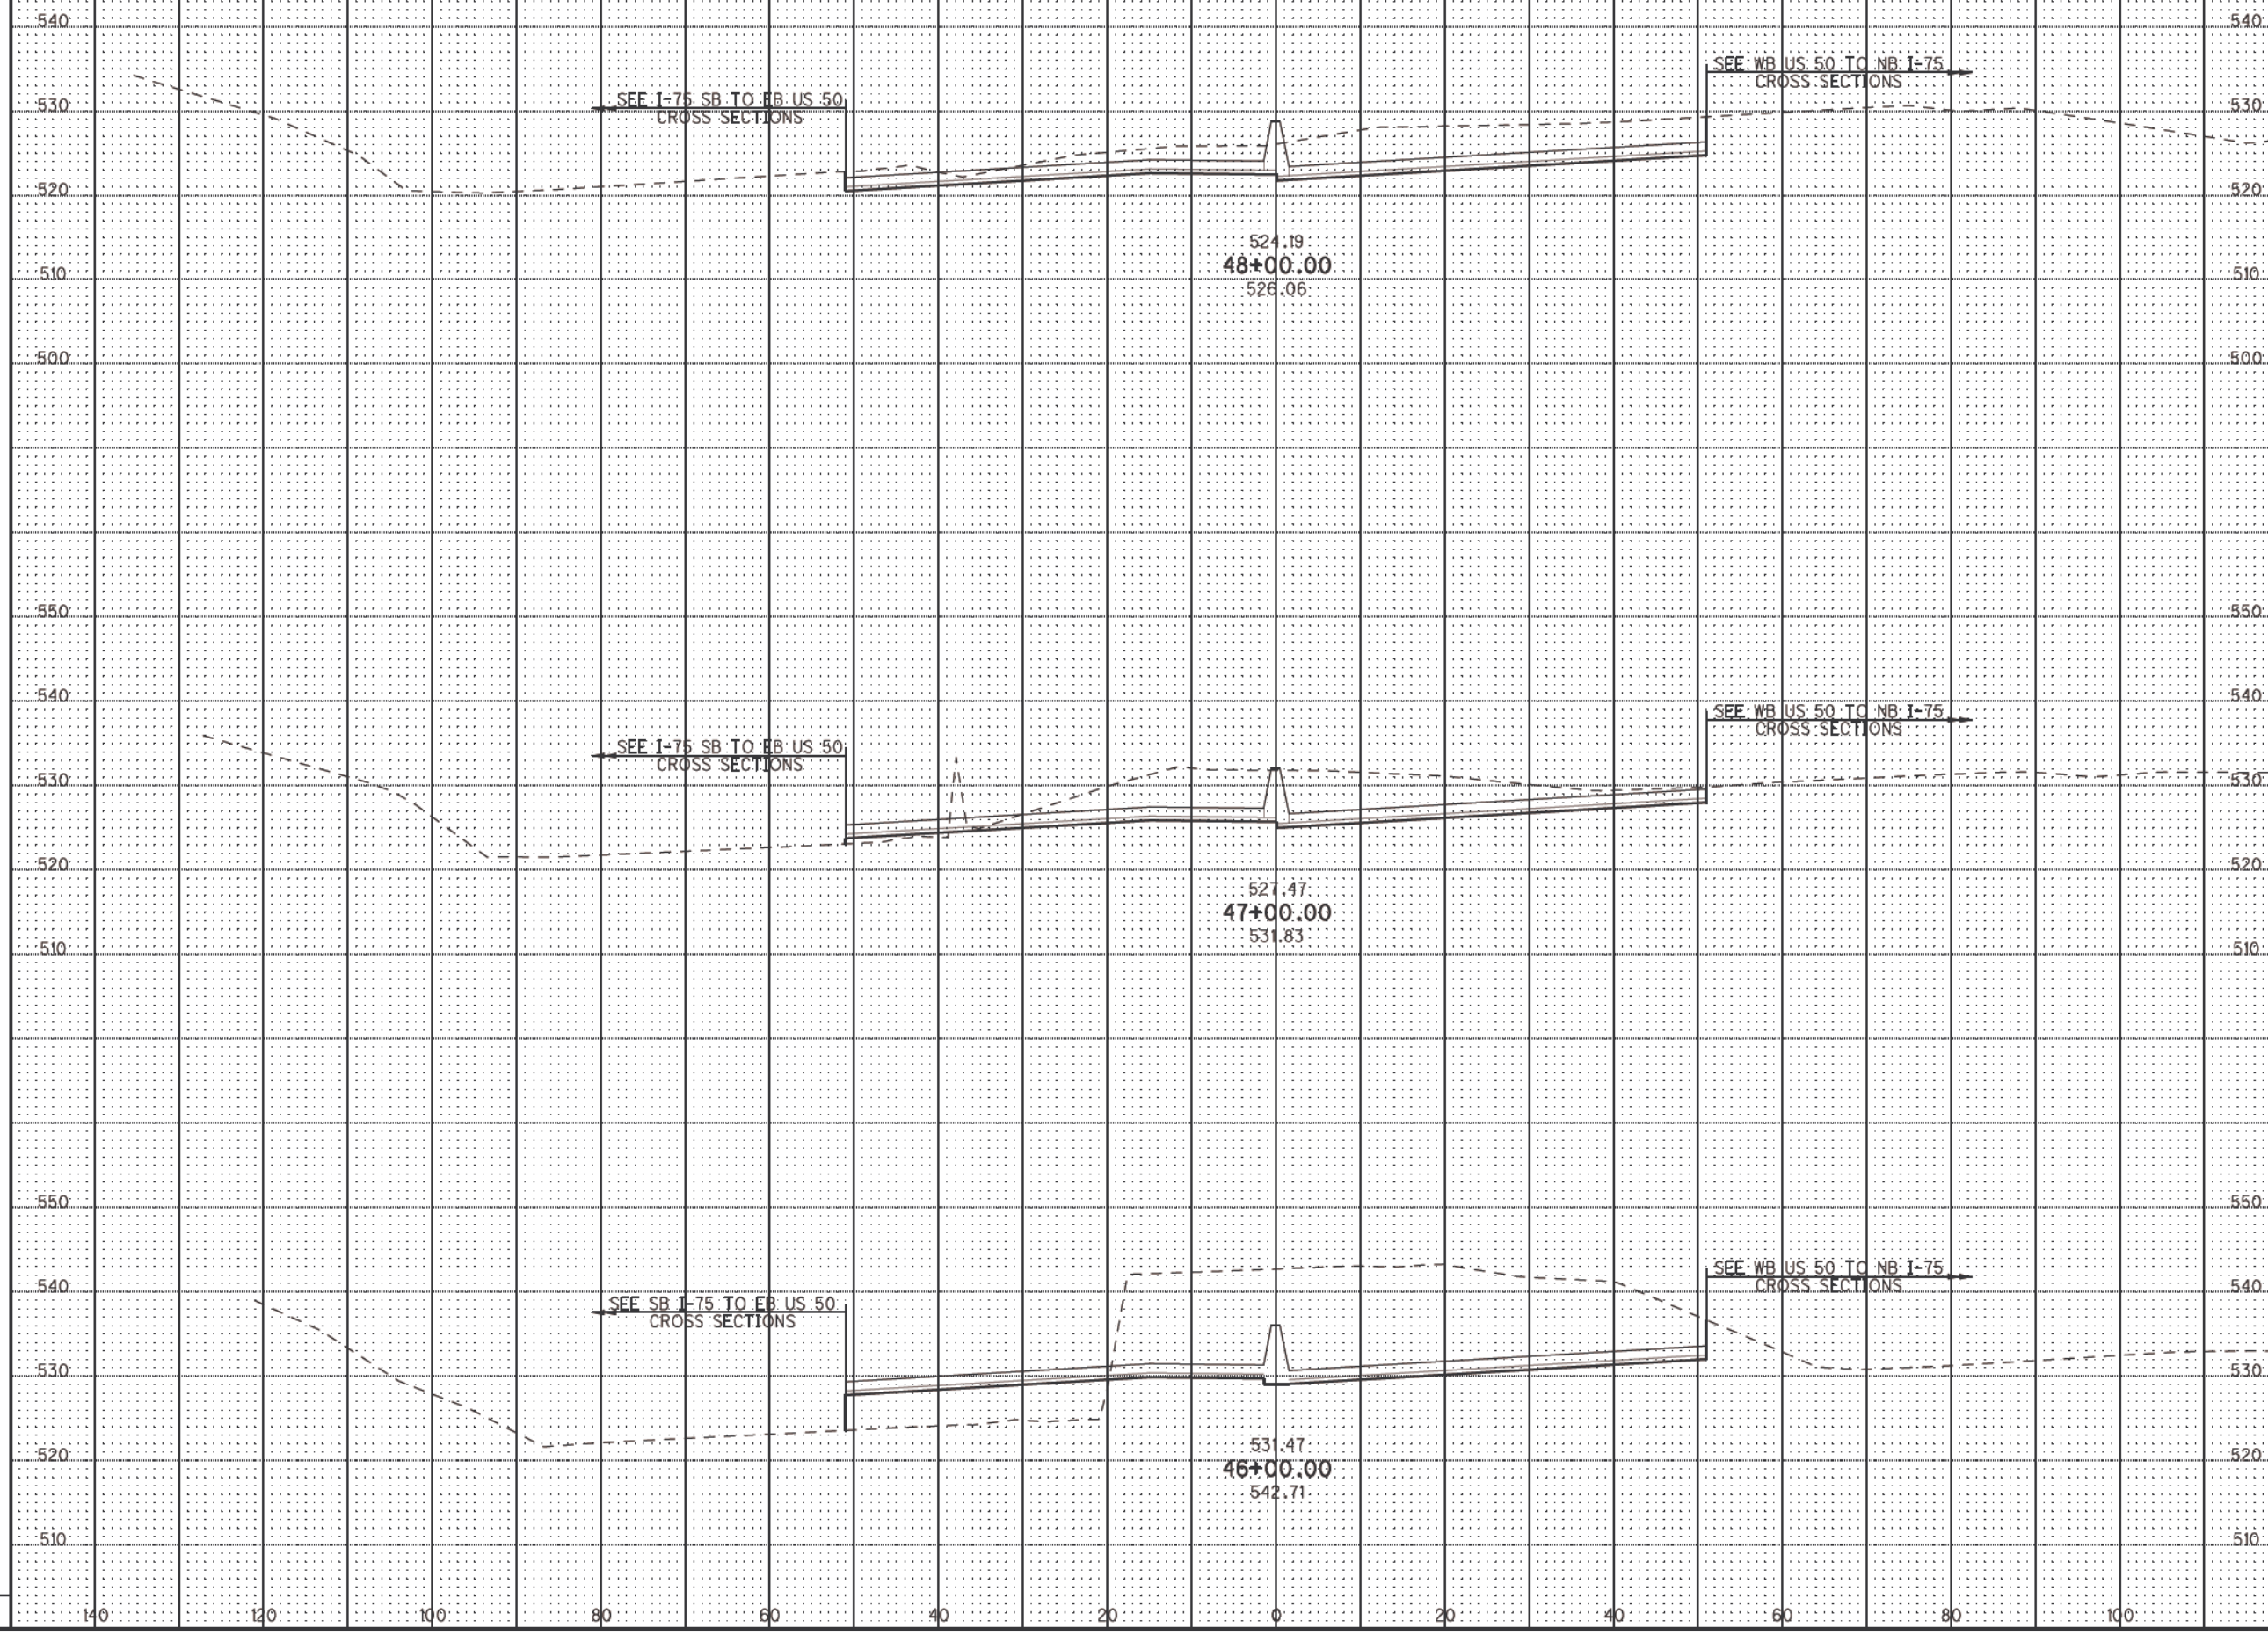 540 540
SEE WB US 50 TO NB I-75
CROSS SECTIONS
SEE I-75 SB TO EB US 50
CROSS SECTIONS
530 530
520 520
524.19
48+00.00
526.06
510 510
500 500
550 550
540 540
SEE WB US 50 TO NB I-75
CROSS SECTIONS
SEE I-75 SB TO EB US 50
CROSS SECTIONS
530 530
520 520
527.47
47+00.00
531.83
510 510
550 550
540 540
SEE WB US 50 TO NB I-75
CROSS SECTIONS
SEE SB I-75 TO EB US 50
CROSS SECTIONS
530 530
520 520
531.47
46+00.00
542.71
510 510
140 120 100 80 60 40 20 0 20 40 60 80 100